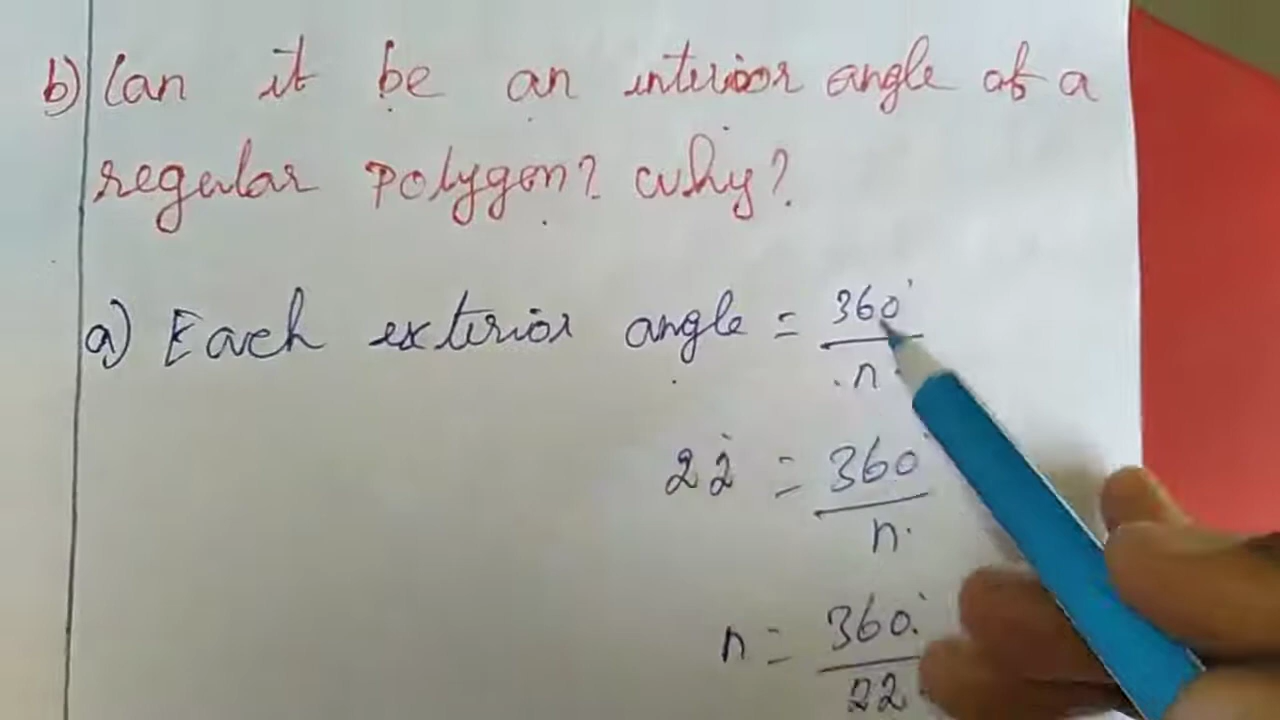 b) Can it be an interior angle of a
regular polygon? Why?
a) Each exterior angle = 360°
n
22° = 360°
n
n = 360°
22